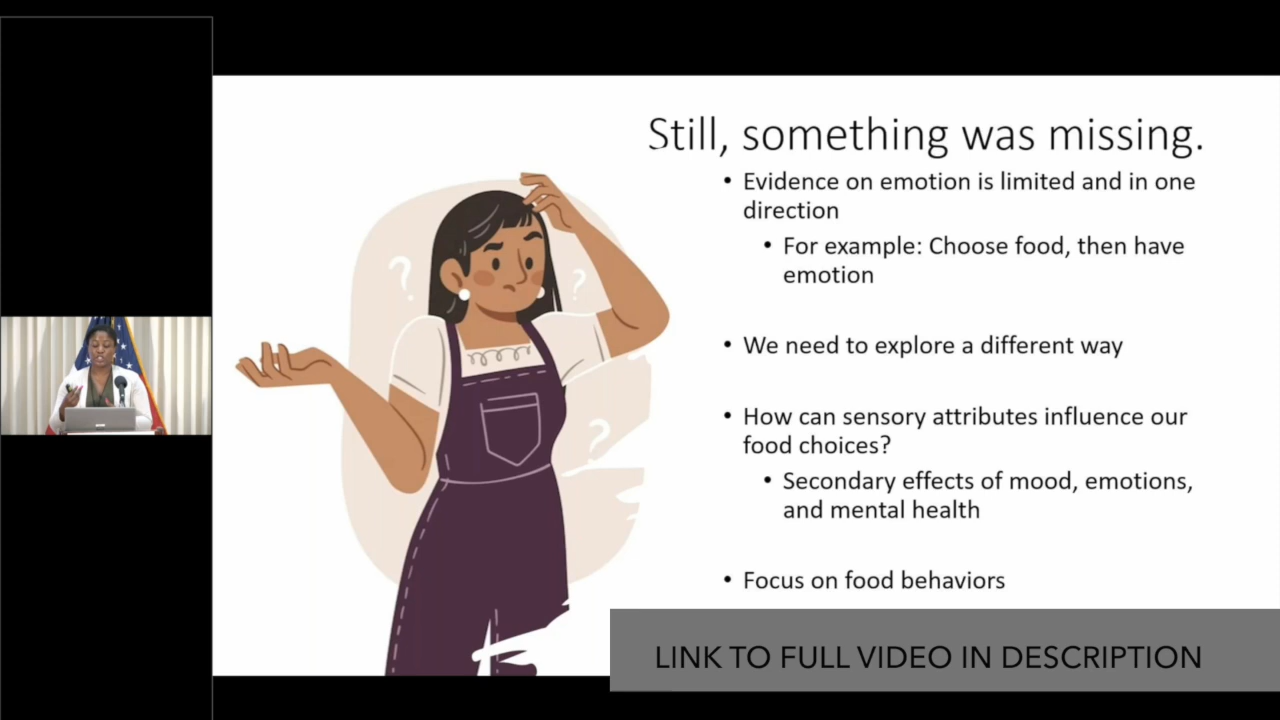 Still, something was missing.
• Evidence on emotion is limited and in one
direction
• For example: Choose food, then have
emotion
• We need to explore a different way
• How can sensory attributes influence our
food choices?
• Secondary effects of mood, emotions,
and mental health
• Focus on food behaviors
LINK TO FULL VIDEO IN DESCRIPTION